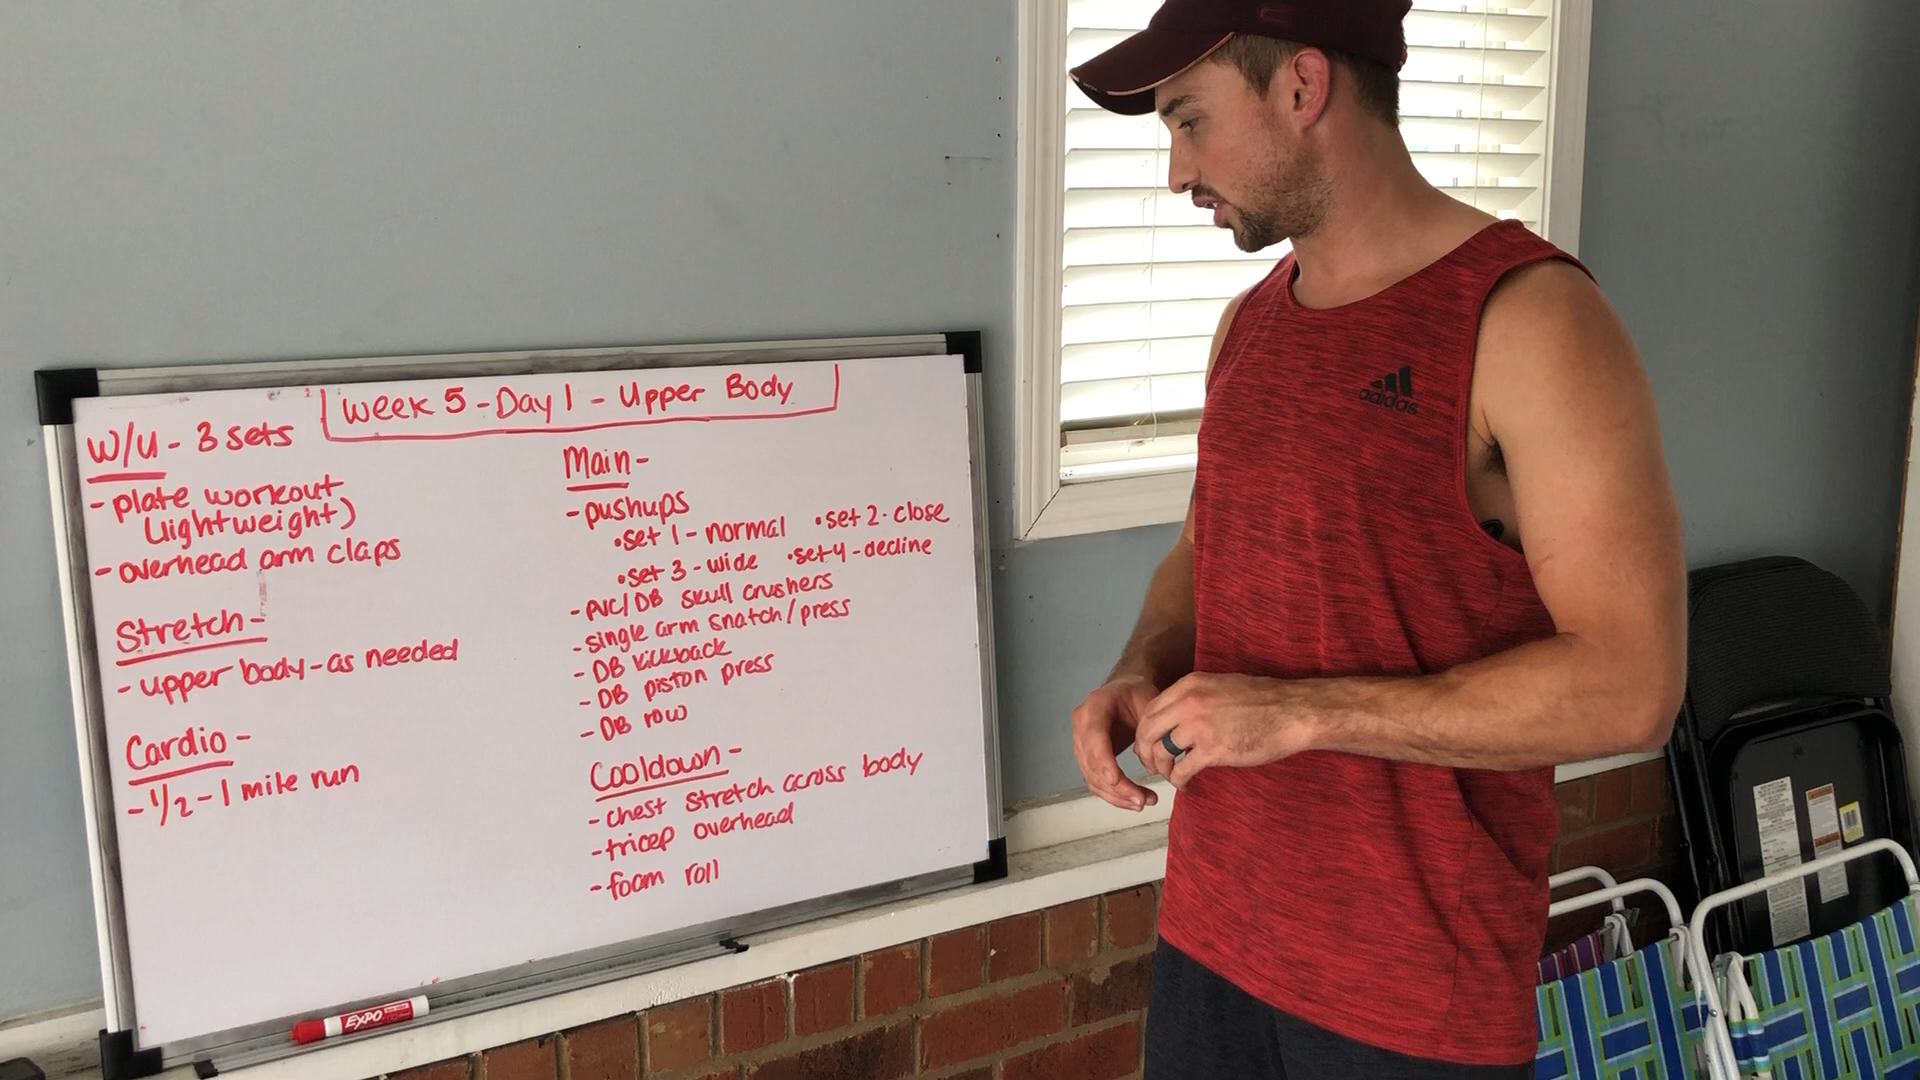 Week 5 - Day 1 - Upper Body
W/U - 3 sets
- plate workout
(lightweight)
- overhead arm claps
Stretch -
- upper body - as needed
Cardio -
- 1/2 - 1 mile run
Main -
- pushups
• set 1 - normal • set 2 - close
• set 3 - wide • set 4 - decline
- PVC/DB skull crushers
- single arm snatch/press
- DB kickback
- DB piston press
- DB row
Cooldown -
- chest stretch across body
- tricep overhead
- foam roll
EXPO
adidas